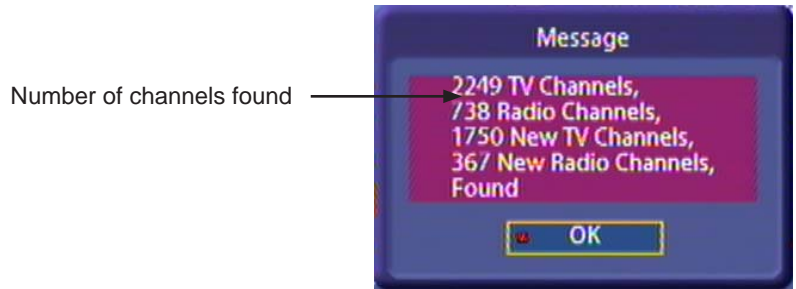 Message
Number of channels found
2249 TV Channels,
738 Radio Channels,
1750 New TV Channels,
367 New Radio Channels,
Found
OK